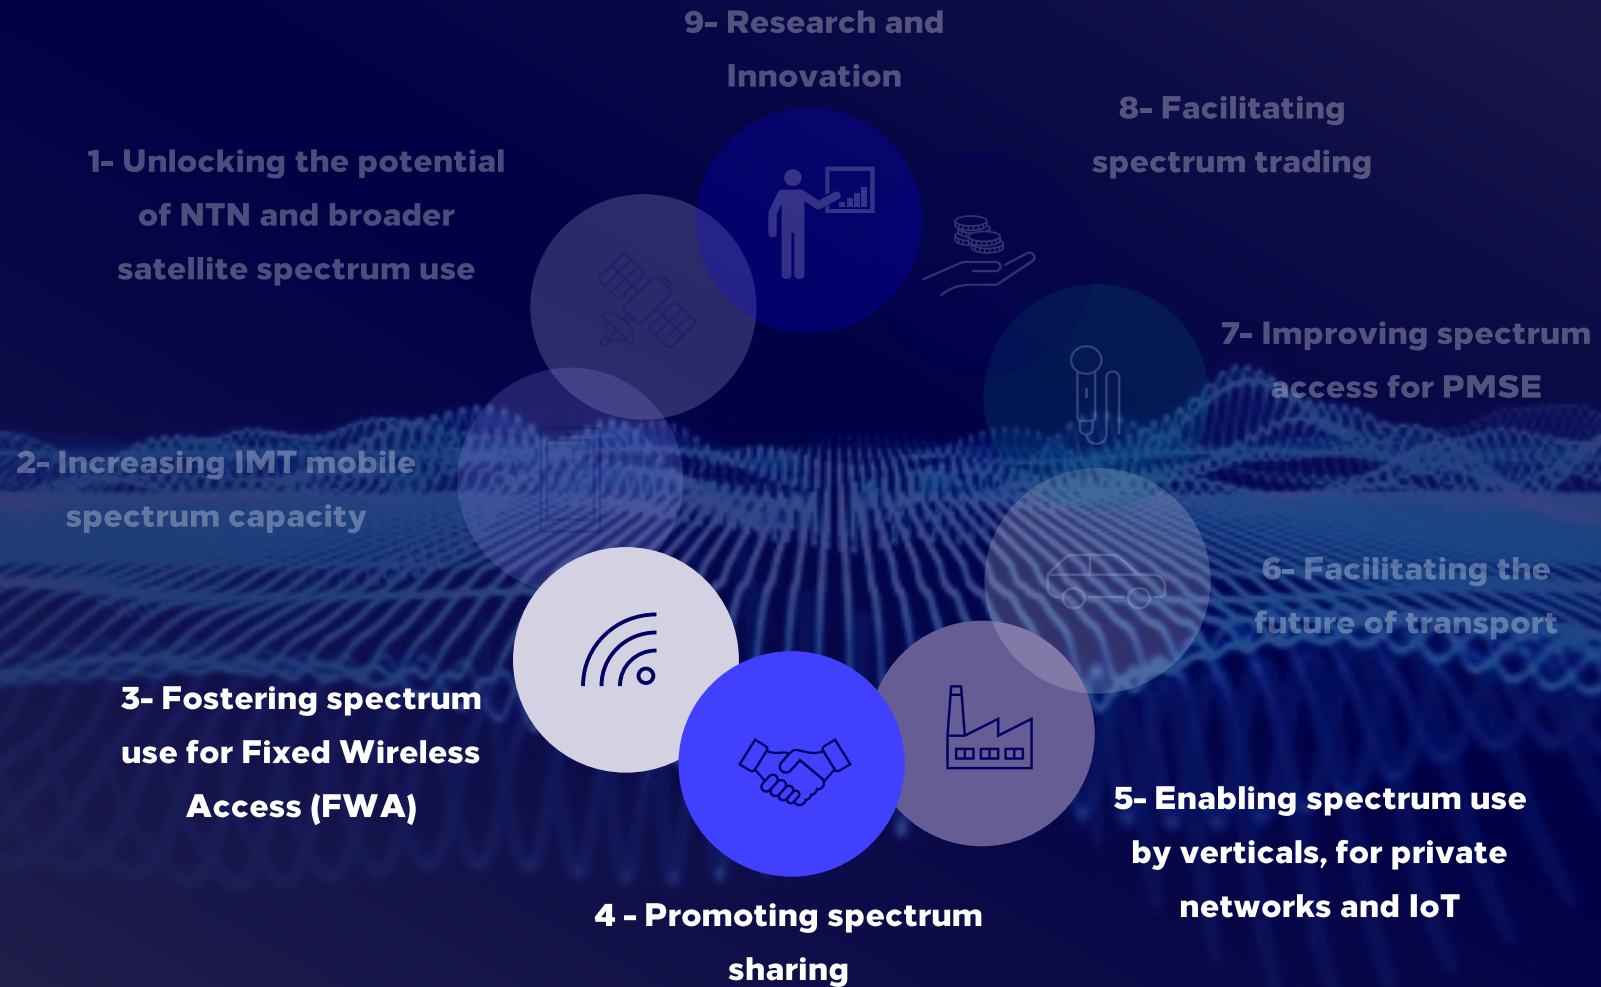 9- Research and
Innovation
8- Facilitating
spectrum trading
1- Unlocking the potential
of NTN and broader
satellite spectrum use
7- Improving spectrum
access for PMSE
2- Increasing IMT mobile
spectrum capacity
6- Facilitating the
future of transport
3- Fostering spectrum
use for Fixed Wireless
Access (FWA)
5- Enabling spectrum use
by verticals, for private
networks and IoT
4 - Promoting spectrum
sharing